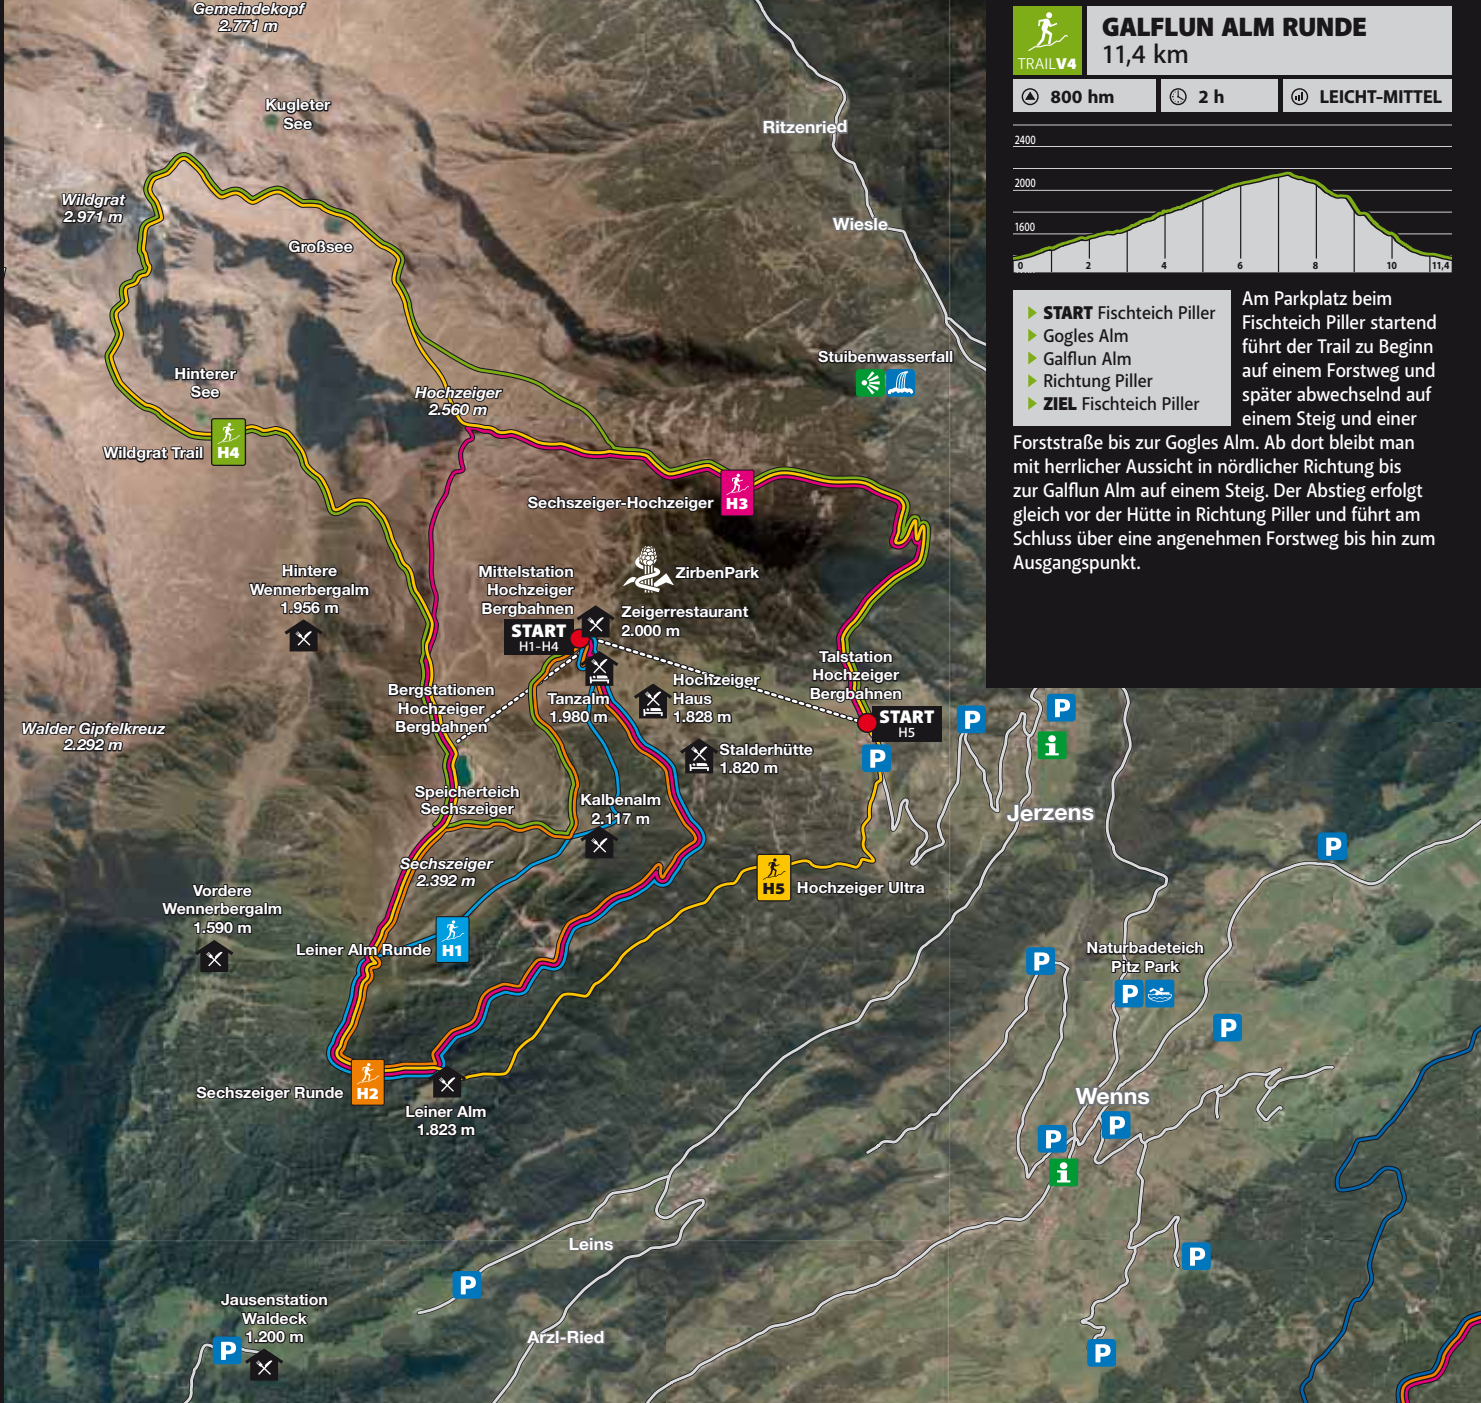 Gemeindekopf
2.771 m
Kugleter
See
Wildgrat
2.971 m
Großsee
Ritzenried
Wiesle
Hinterer
See
Hochzeiger
2.560 m
Stuibenwasserfall
Wildgrat Trail
H4
Sechszeiger-Hochzeiger
H3
Hintere
Wennerbergalm
1.956 m
Mittelstation
Hochzeiger
Bergbahnen
START
H1-H4
ZirbenPark
Zeigerrestaurant
2.000 m
Talstation
Hochzeiger
Bergbahnen
START
H5
Bergstationen
Hochzeiger
Bergbahnen
Tanzalm
1.980 m
Hochzeiger
Haus
1.828 m
Walder Gipfelkreuz
2.292 m
Stalderhütte
1.820 m
P
P
P
i
Speicherteich
Sechszeiger
Kalbenalm
2.117 m
Jerzens
P
Sechszeiger
2.392 m
H5
Hochzeiger Ultra
Vordere
Wennerbergalm
1.590 m
Leiner Alm Runde
H1
Naturbadeteich
Pitz Park
P
P
P
Sechszeiger Runde
H2
Leiner Alm
1.823 m
Wenns
P
P
i
Leins
P
P
Jausenstation
Waldeck
1.200 m
P
Arzl-Ried
P
TRAILV4
GALFLUN ALM RUNDE
11,4 km
800 hm
2 h
LEICHT-MITTEL
2400
2000
1600
0 2 4 6 8 10 11,4
START Fischteich Piller
Gogles Alm
Galflun Alm
Richtung Piller
ZIEL Fischteich Piller
Am Parkplatz beim
Fischteich Piller startend
führt der Trail zu Beginn
auf einem Forstweg und
später abwechselnd auf
einem Steig und einer
Forststraße bis zur Gogles Alm. Ab dort bleibt man
mit herrlicher Aussicht in nördlicher Richtung bis
zur Galflun Alm auf einem Steig. Der Abstieg erfolgt
gleich vor der Hütte in Richtung Piller und führt am
Schluss über eine angenehmen Forstweg bis hin zum
Ausgangspunkt.